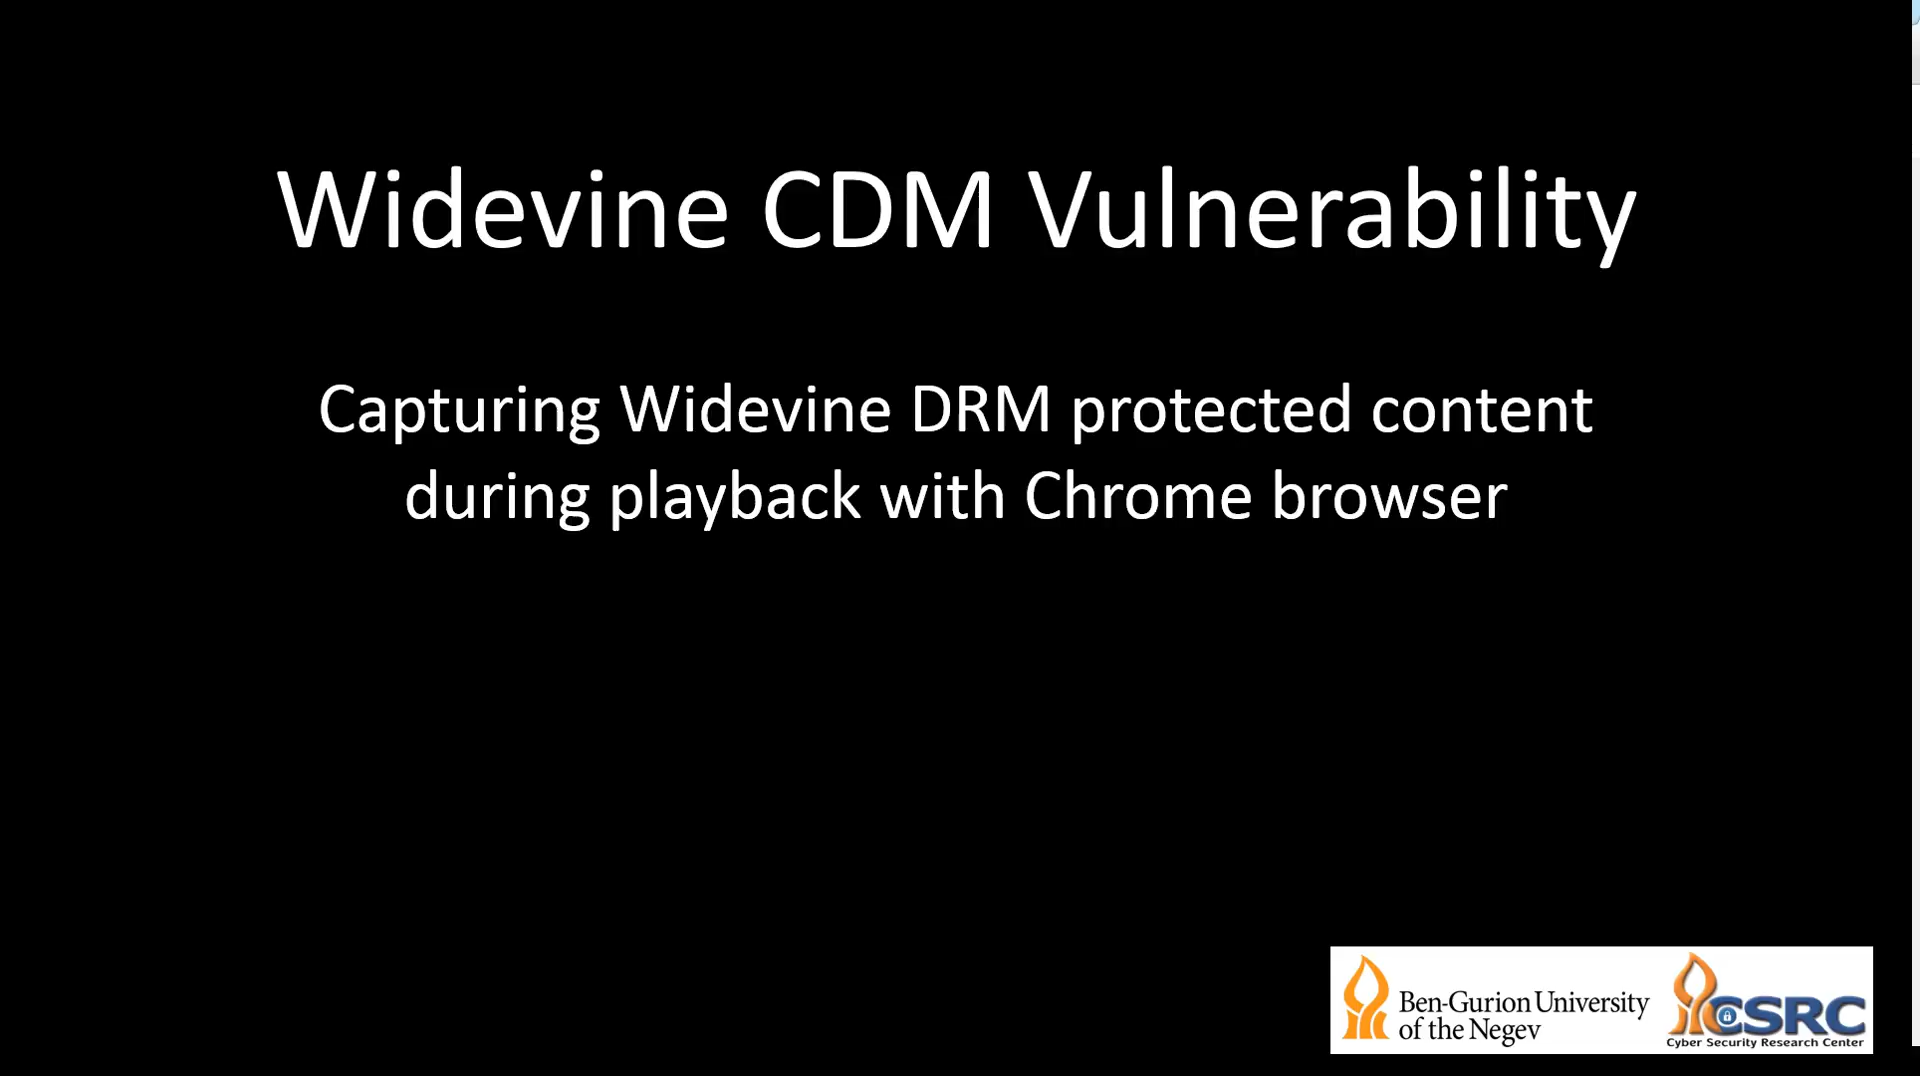 Widevine CDM Vulnerability
Capturing Widevine DRM protected content
during playback with Chrome browser
Ben-Gurion University
of the Negev
CSRC
Cyber Security Research Center